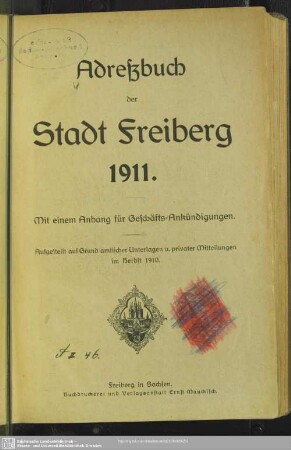 Adreßbuch
der
Stadt Freiberg
1911.
Mit einem Anhang für Geschäfts-Ankündigungen.
Aufgestellt auf Grund amtlicher Unterlagen u. privater Mitteilungen
im Herbst 1910.
46.
Freiberg in Sachsen,
Buchdruckerei und Verlagsanstalt Ernst Mauckisch.